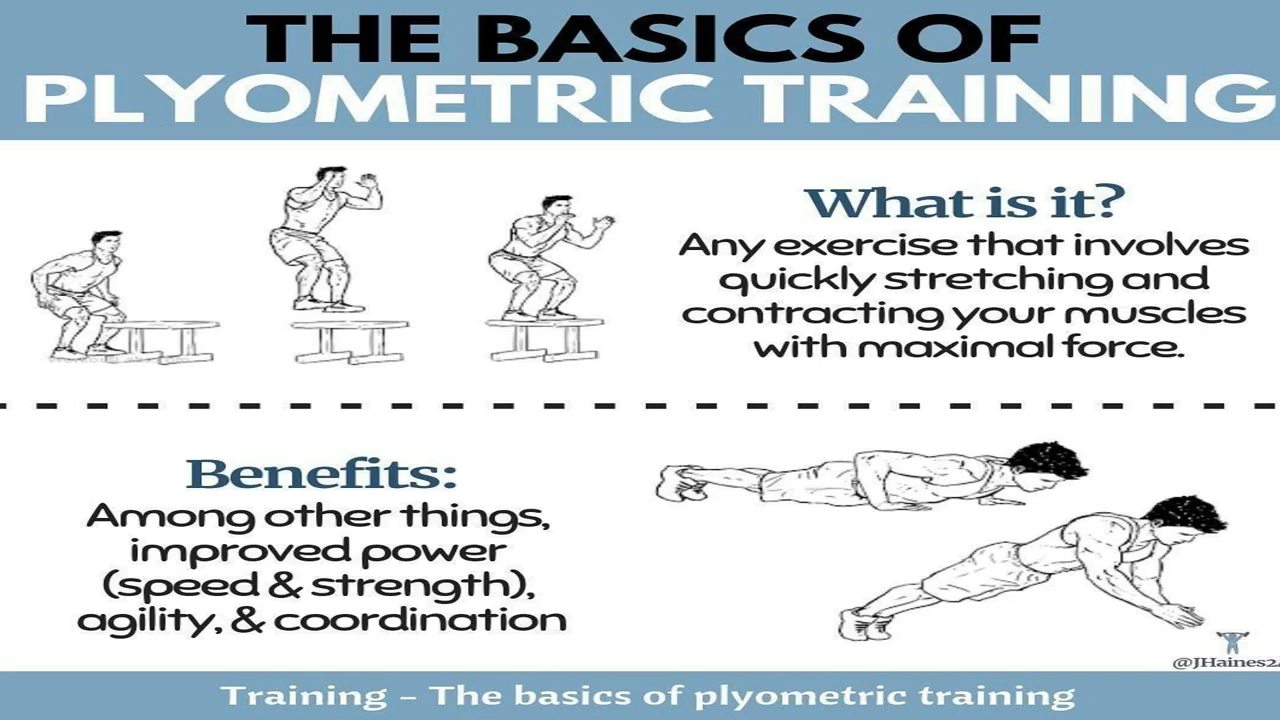 THE BASICS OF
PLYOMETRIC TRAINING
What is it?
Any exercise that involves
quickly stretching and
contracting your muscles
with maximal force.
Benefits:
Among other things,
improved power
(speed & strength),
agility, & coordination
@JHaines2
Training – The basics of plyometric training